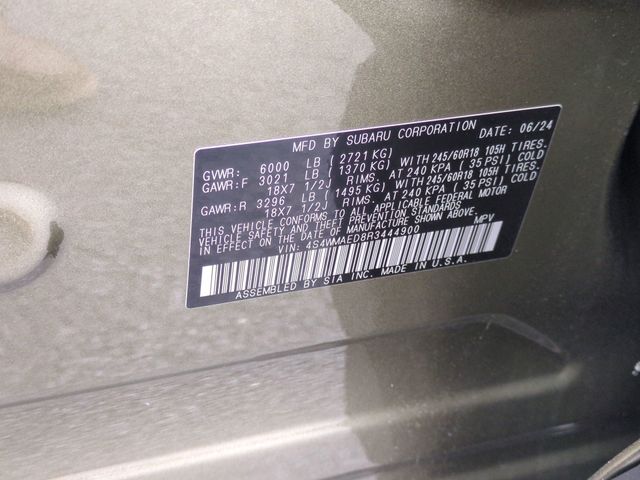 MFD BY SUBARU CORPORATION DATE: 06/24
GVWR: 6000 LB ( 2721 KG)
GAWR:F 3021 LB ( 1370 KG) WITH 245/60R18 105H TIRES.
18X7 1/2J RIMS. AT 240 KPA ( 35 PSI) COLD
GAWR:R 3296 LB ( 1495 KG) WITH 245/60R18 105H TIRES.
18X7 1/2J RIMS. AT 240 KPA ( 35 PSI) COLD
THIS VEHICLE CONFORMS TO ALL APPLICABLE FEDERAL MOTOR
VEHICLE SAFETY AND THEFT PREVENTION STANDARDS
IN EFFECT ON THE DATE OF MANUFACTURE SHOWN ABOVE.
VIN: 4S4WMAED8R3444900 MPV
ASSEMBLED BY SIA INC. MADE IN U.S.A.